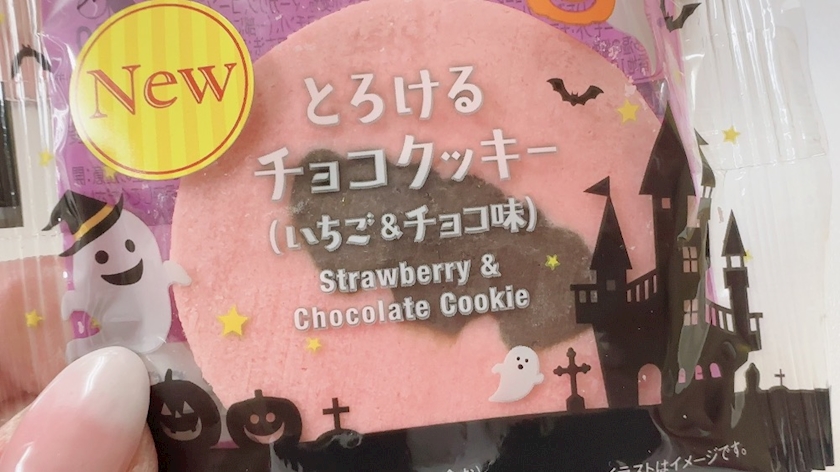 New
とろける
チョコクッキー
(いちご&チョコ味)
Strawberry &
Chocolate Cookie
イラストはイメージです。